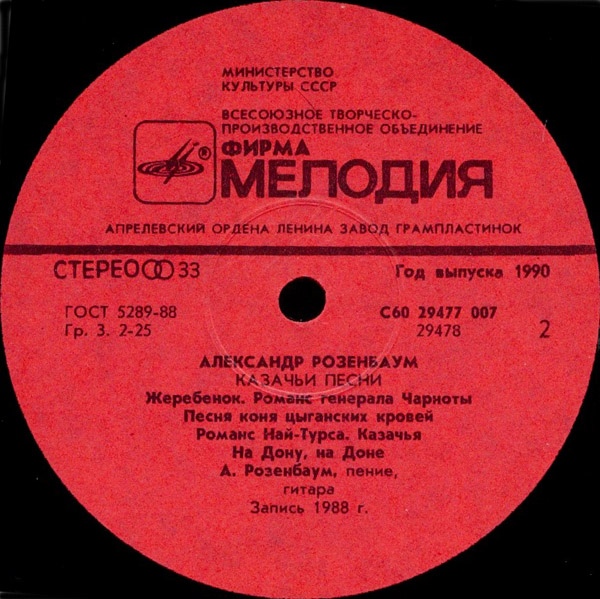 МИНИСТЕРСТВО
КУЛЬТУРЫ СССР
ВСЕСОЮЗНОЕ ТВОРЧЕСКО-
ПРОИЗВОДСТВЕННОЕ ОБЪЕДИНЕНИЕ
®
ФИРМА
МЕЛОДИЯ
АПРЕЛЕВСКИЙ ОРДЕНА ЛЕНИНА ЗАВОД ГРАМПЛАСТИНОК
СТЕРЕО 33
Год выпуска 1990
ГОСТ 5289-88
С60 29477 007
Гр. 3. 2-25
29478
2
АЛЕКСАНДР РОЗЕНБАУМ
КАЗАЧЬИ ПЕСНИ
Жеребенок. Романс генерала Чарноты
Песня коня цыганских кровей
Романс Най-Турса. Казачья
На Дону, на Доне
А. Розенбаум, пение,
гитара
Запись 1988 г.